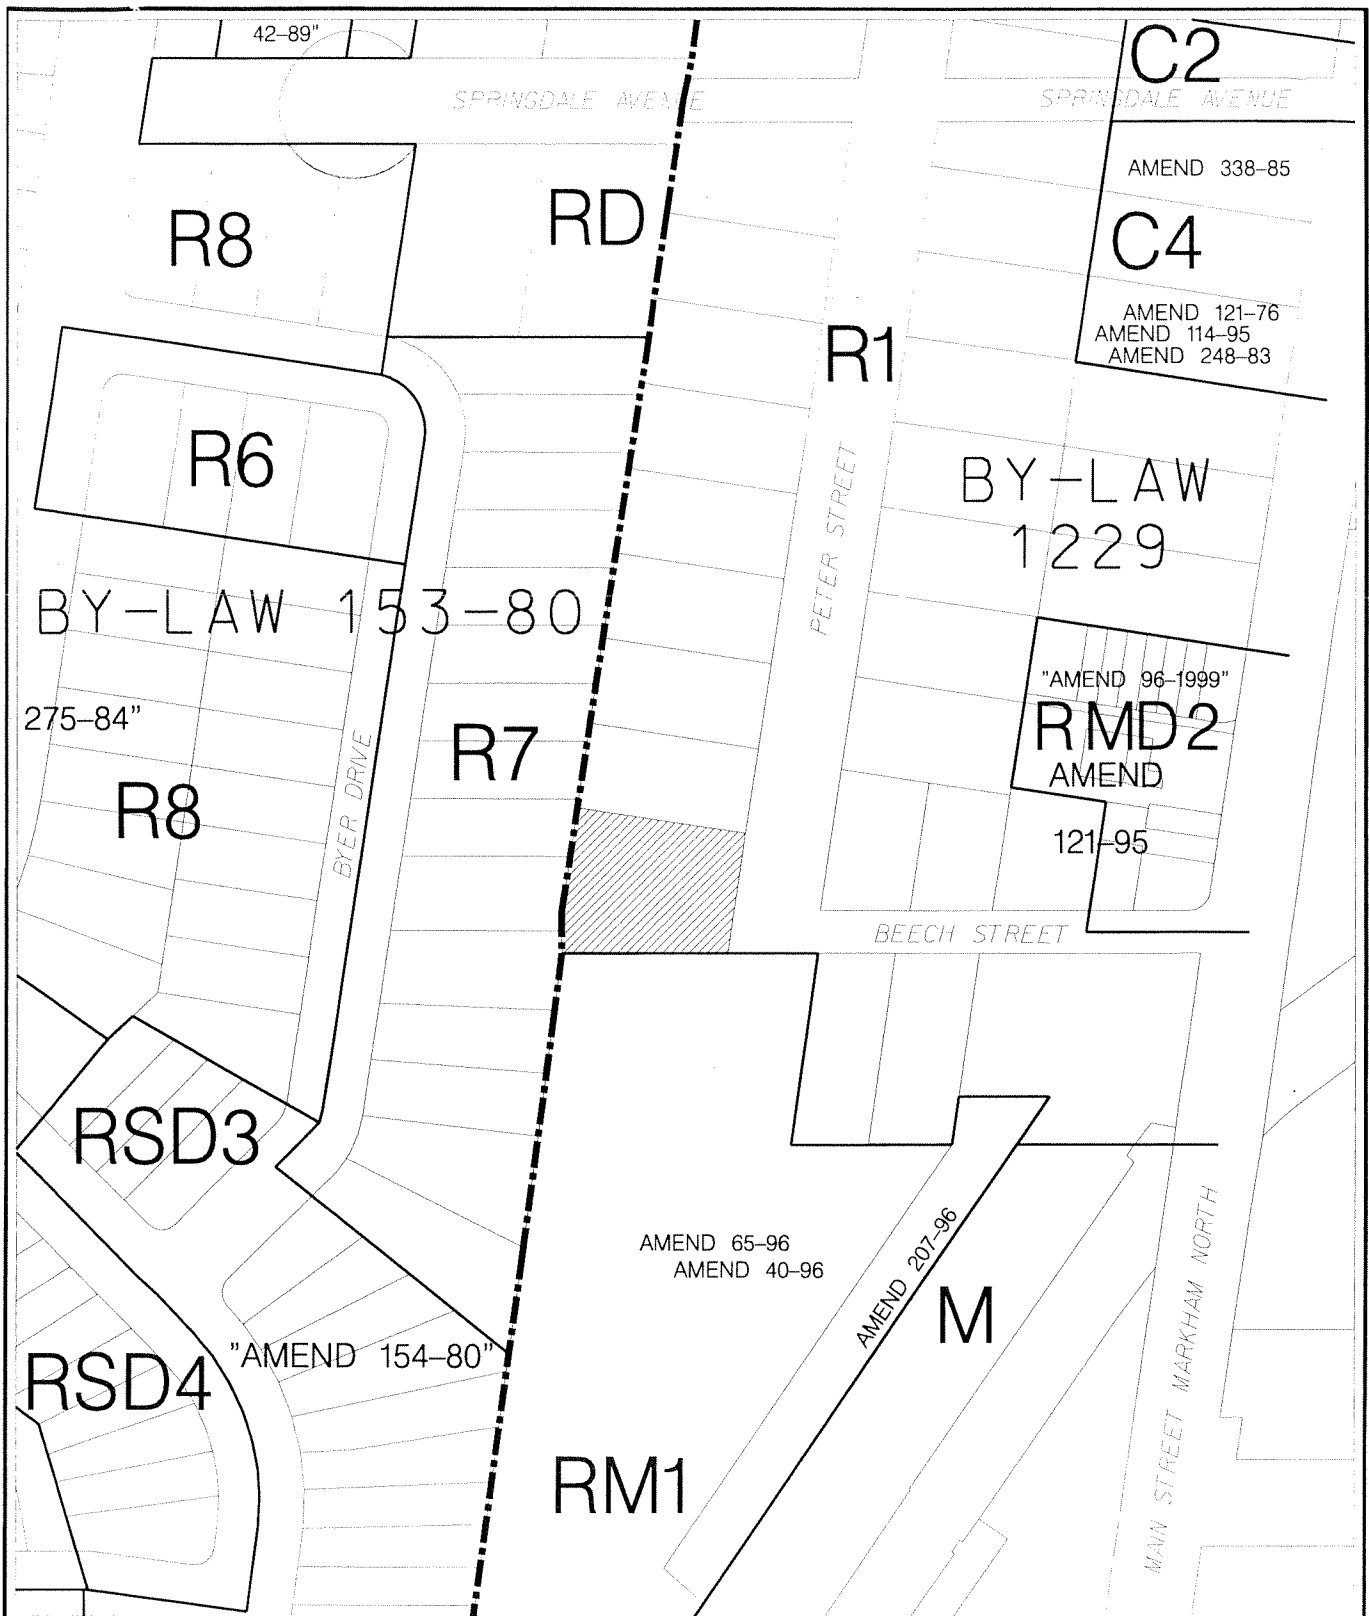 42–89"
C2
SPRINGDALE AVENUE
SPRINGDALE AVENUE
AMEND 338–85
R8
RD
C4
AMEND 121–76
AMEND 114–95
AMEND 248–83
R1
R6
PETER STREET
BY–LAW
1229
BY–LAW 153–80
"AMEND 96–1999"
275–84"
R7
RMD2
AMEND
BYER DRIVE
R8
121–95
BEECH STREET
RSD3
AMEND 65–96
AMEND 40–96
AMEND 207–96
MAIN STREET MARKHAM NORTH
M
"AMEND 154–80"
RSD4
RM1